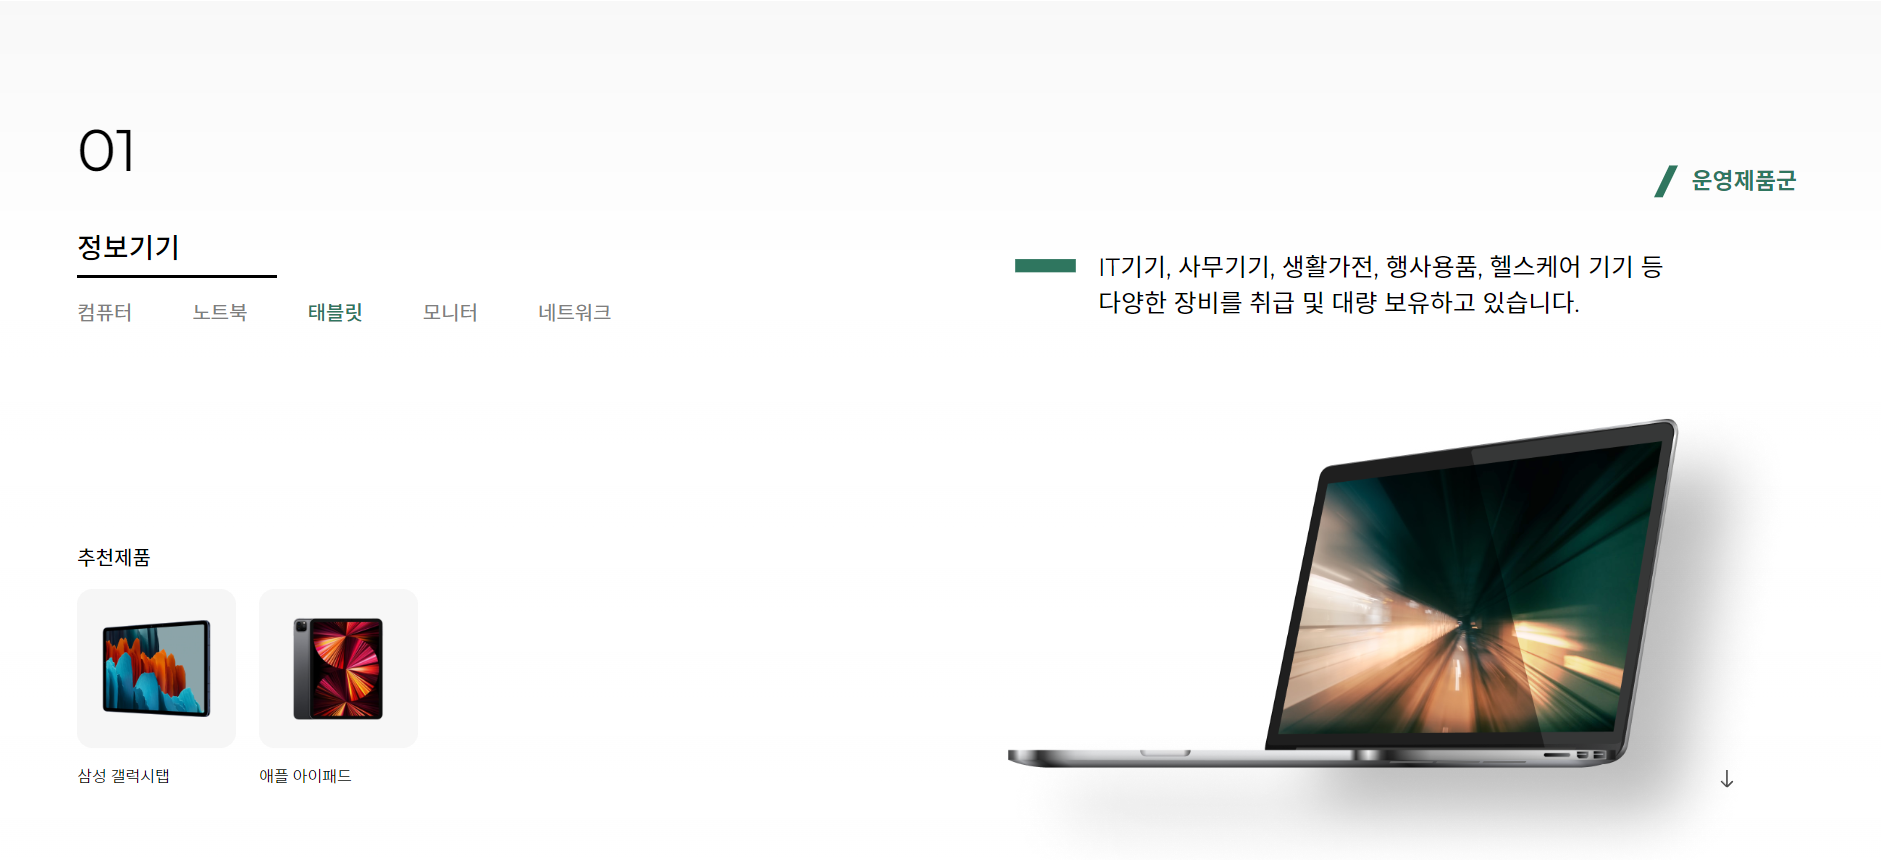 01
운영제품군
정보기기
컴퓨터 노트북 태블릿 모니터 네트워크
IT기기, 사무기기, 생활가전, 행사용품, 헬스케어 기기 등
다양한 장비를 취급 및 대량 보유하고 있습니다.
추천제품
삼성 갤럭시탭
애플 아이패드